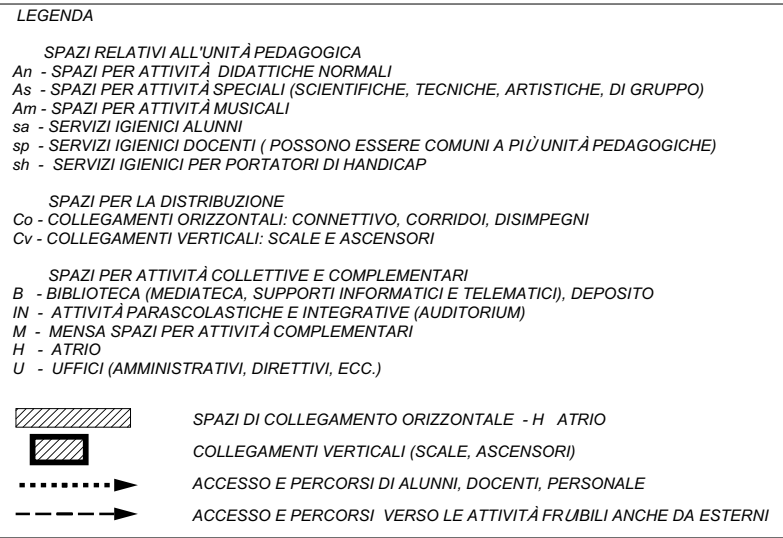 LEGENDA
SPAZI RELATIVI ALL'UNITÀ PEDAGOGICA
An - SPAZI PER ATTIVITÀ DIDATTICHE NORMALI
As - SPAZI PER ATTIVITÀ SPECIALI (SCIENTIFICHE, TECNICHE, ARTISTICHE, DI GRUPPO)
Am - SPAZI PER ATTIVITÀ MUSICALI
sa - SERVIZI IGIENICI ALUNNI
sp - SERVIZI IGIENICI DOCENTI ( POSSONO ESSERE COMUNI A PIÙ UNITÀ PEDAGOGICHE)
sh - SERVIZI IGIENICI PER PORTATORI DI HANDICAP
SPAZI PER LA DISTRIBUZIONE
Co - COLLEGAMENTI ORIZZONTALI: CONNETTIVO, CORRIDOI, DISIMPEGNI
Cv - COLLEGAMENTI VERTICALI: SCALE E ASCENSORI
SPAZI PER ATTIVITÀ COLLETTIVE E COMPLEMENTARI
B - BIBLIOTECA (MEDIATECA, SUPPORTI INFORMATICI E TELEMATICI), DEPOSITO
IN - ATTIVITÀ PARASCOLASTICHE E INTEGRATIVE (AUDITORIUM)
M - MENSA SPAZI PER ATTIVITÀ COMPLEMENTARI
H - ATRIO
U - UFFICI (AMMINISTRATIVI, DIRETTIVI, ECC.)
SPAZI DI COLLEGAMENTO ORIZZONTALE - H ATRIO
COLLEGAMENTI VERTICALI (SCALE, ASCENSORI)
ACCESSO E PERCORSI DI ALUNNI, DOCENTI, PERSONALE
ACCESSO E PERCORSI VERSO LE ATTIVITÀ FRUIBILI ANCHE DA ESTERNI